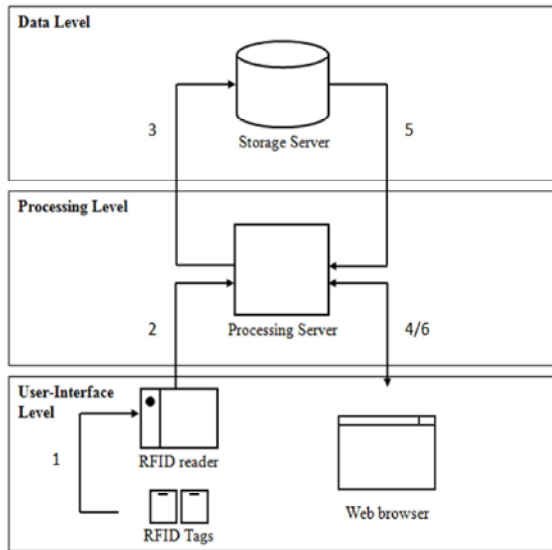 Data Level
3
5
Storage Server
Processing Level
2
Processing Server
4/6
User-Interface
Level
1
RFID reader
RFID Tags
Web browser